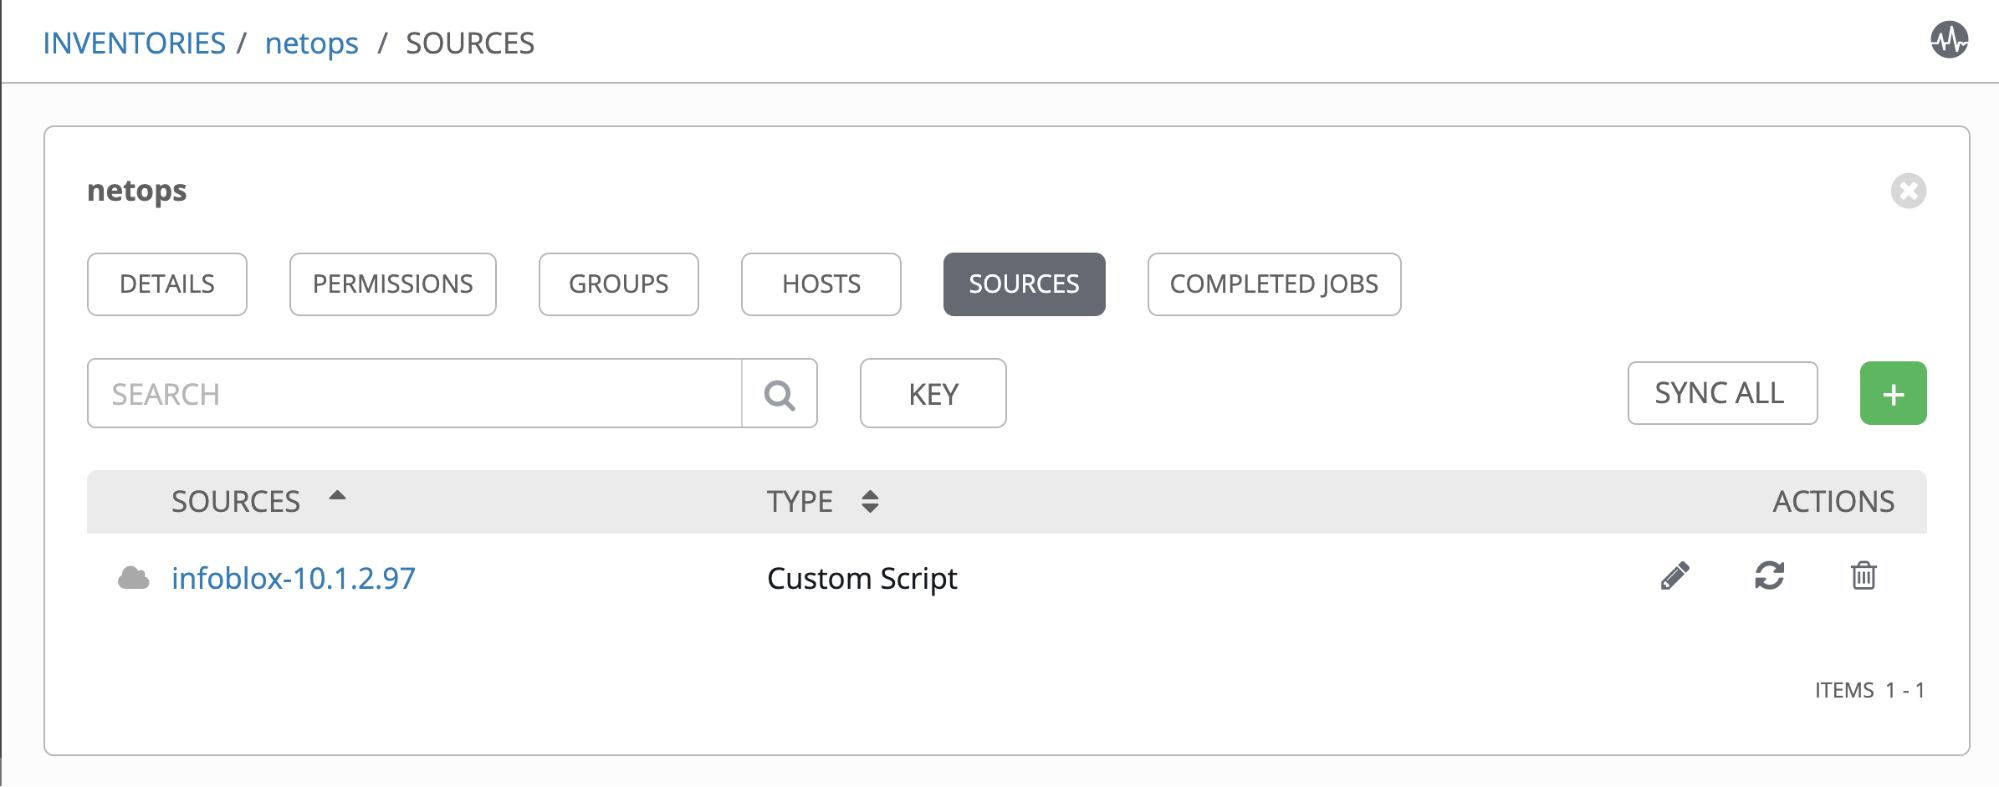 INVENTORIES / netops / SOURCES
netops
DETAILS PERMISSIONS GROUPS HOSTS SOURCES COMPLETED JOBS
SEARCH KEY SYNC ALL +
SOURCES TYPE ACTIONS
infoblox-10.1.2.97 Custom Script
ITEMS 1 - 1